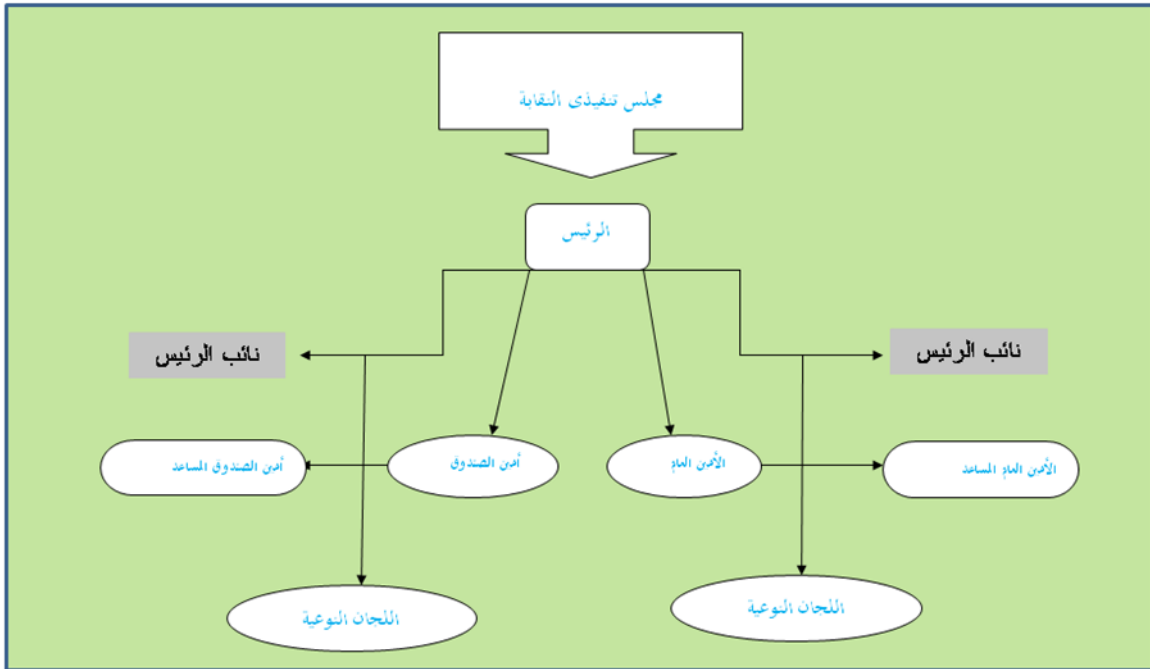 مجلس تنفيذى النقابة
الرئيس
نائب الرئيس
نائب الرئيس
الأمين العام المساعد
الأمين العام
أمين الصندوق
أمين الصندوق المساعد
اللجان النوعية
اللجان النوعية